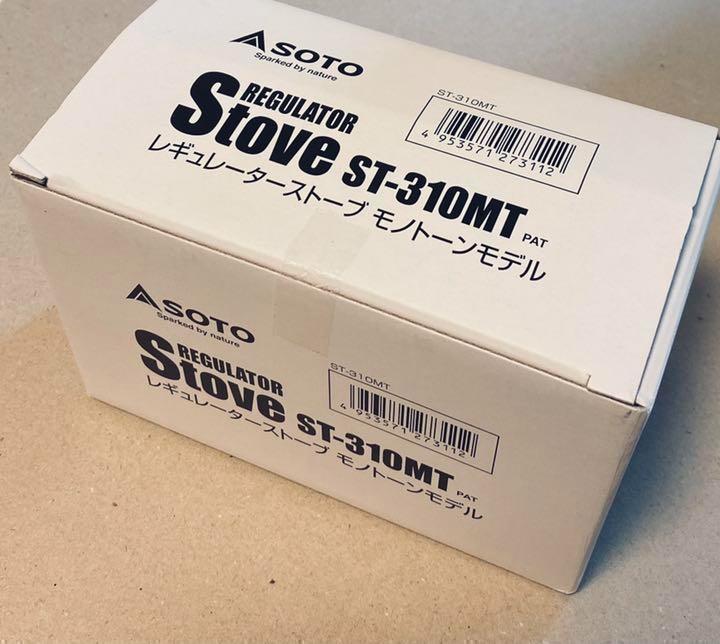 SOTO
Sparked by nature
REGULATOR
Stove ST-310MT PAT
レギュレーターストーブ モノトーンモデル
ST-310MT
4 953571 273112
SOTO
Sparked by nature
REGULATOR
Stove ST-310MT PAT
レギュレーターストーブ モノトーンモデル
ST-310MT
4 953571 273112